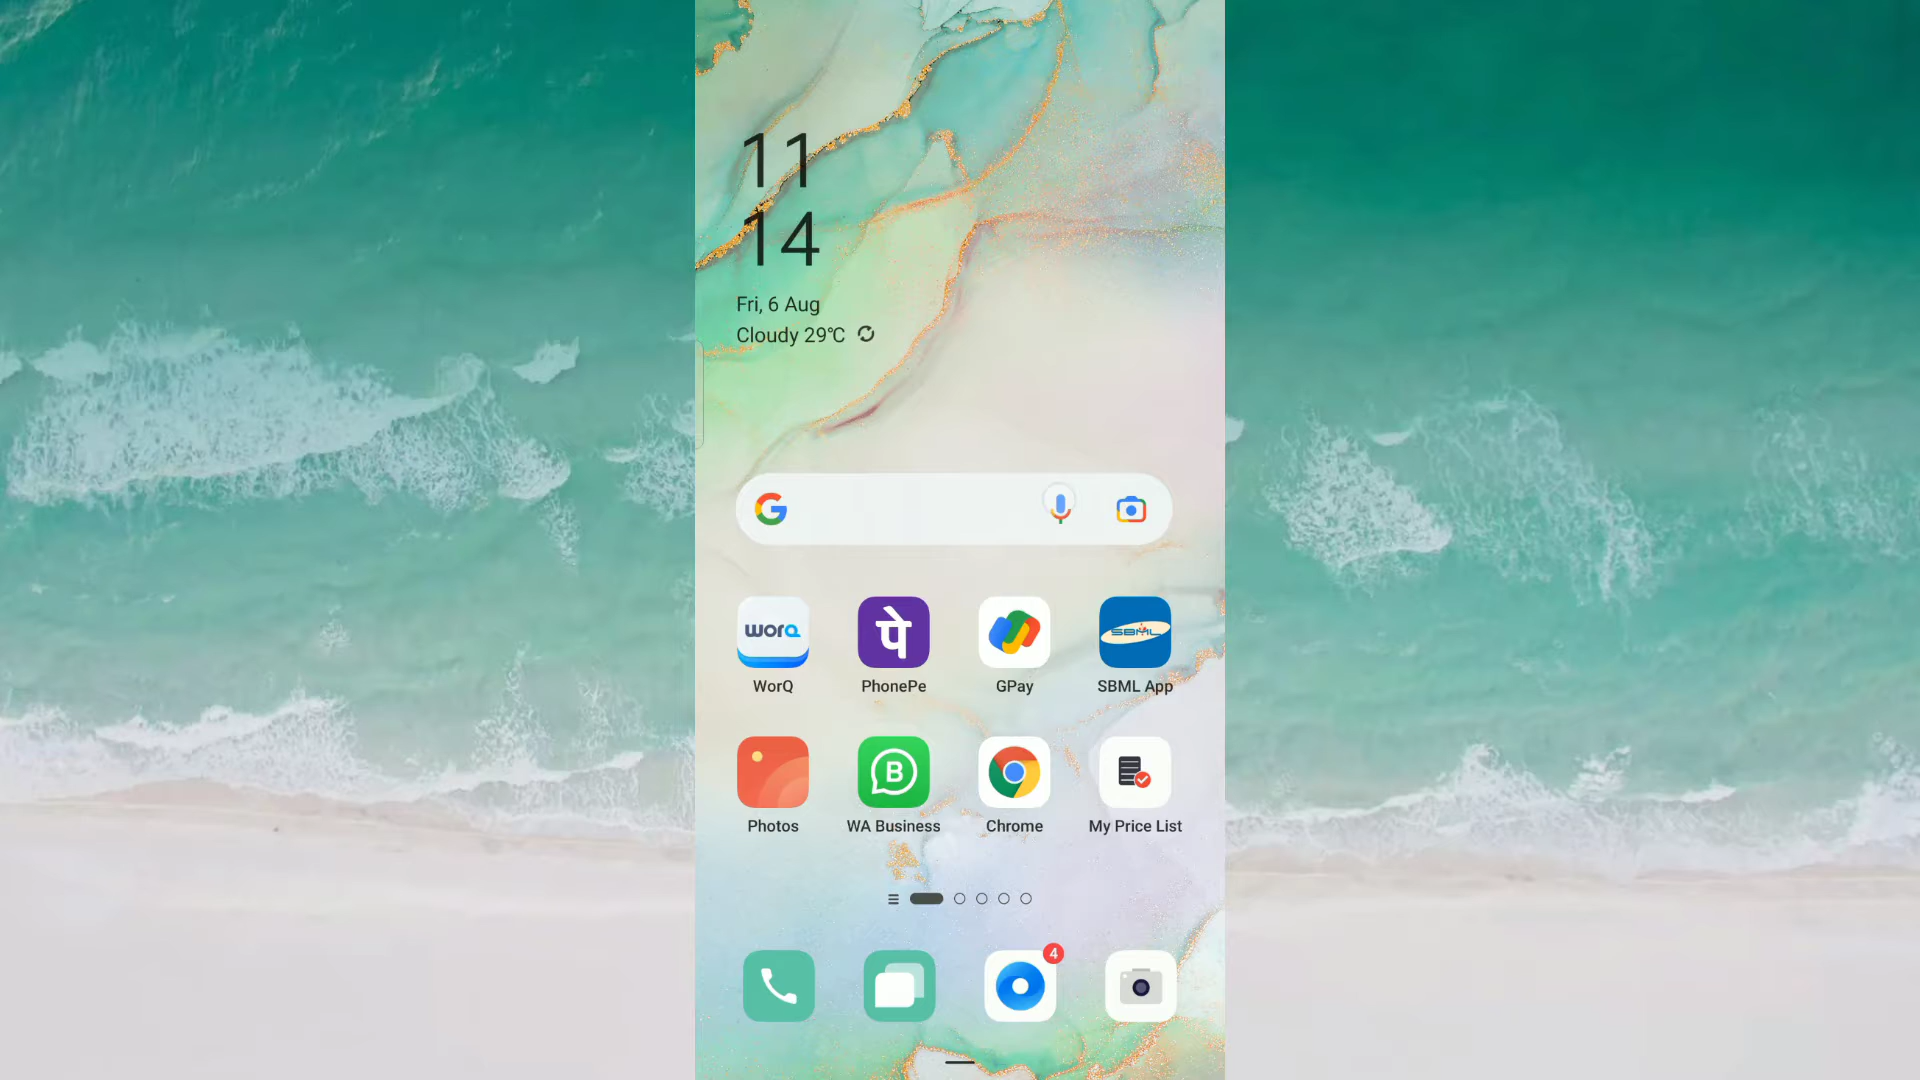 11
14
Fri, 6 Aug
Cloudy 29°C
worQ
पे
SBML
WorQ
PhonePe
GPay
SBML App
B
Photos
WA Business
Chrome
My Price List
4